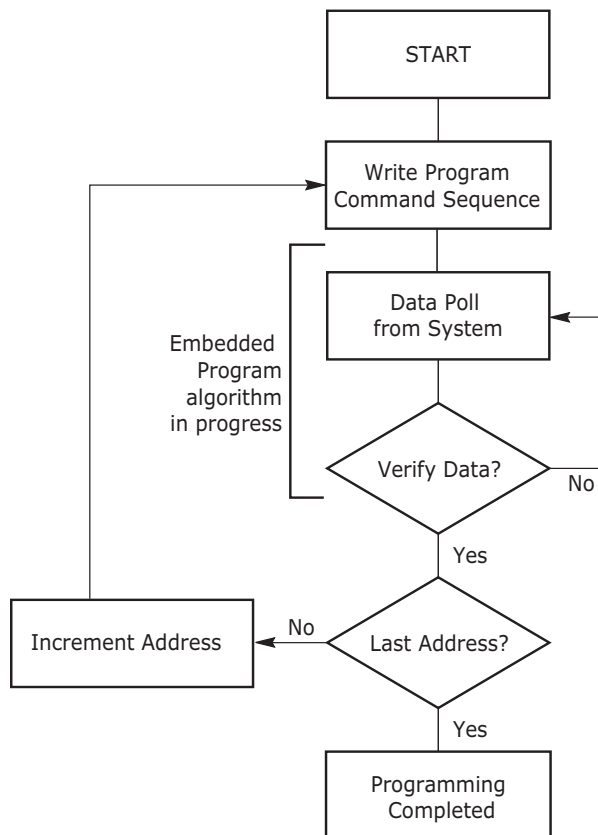 START
Write Program
Command Sequence
Data Poll
from System
Embedded
Program
algorithm
in progress
Verify Data?
No
Yes
Last Address?
No
Increment Address
Yes
Programming
Completed